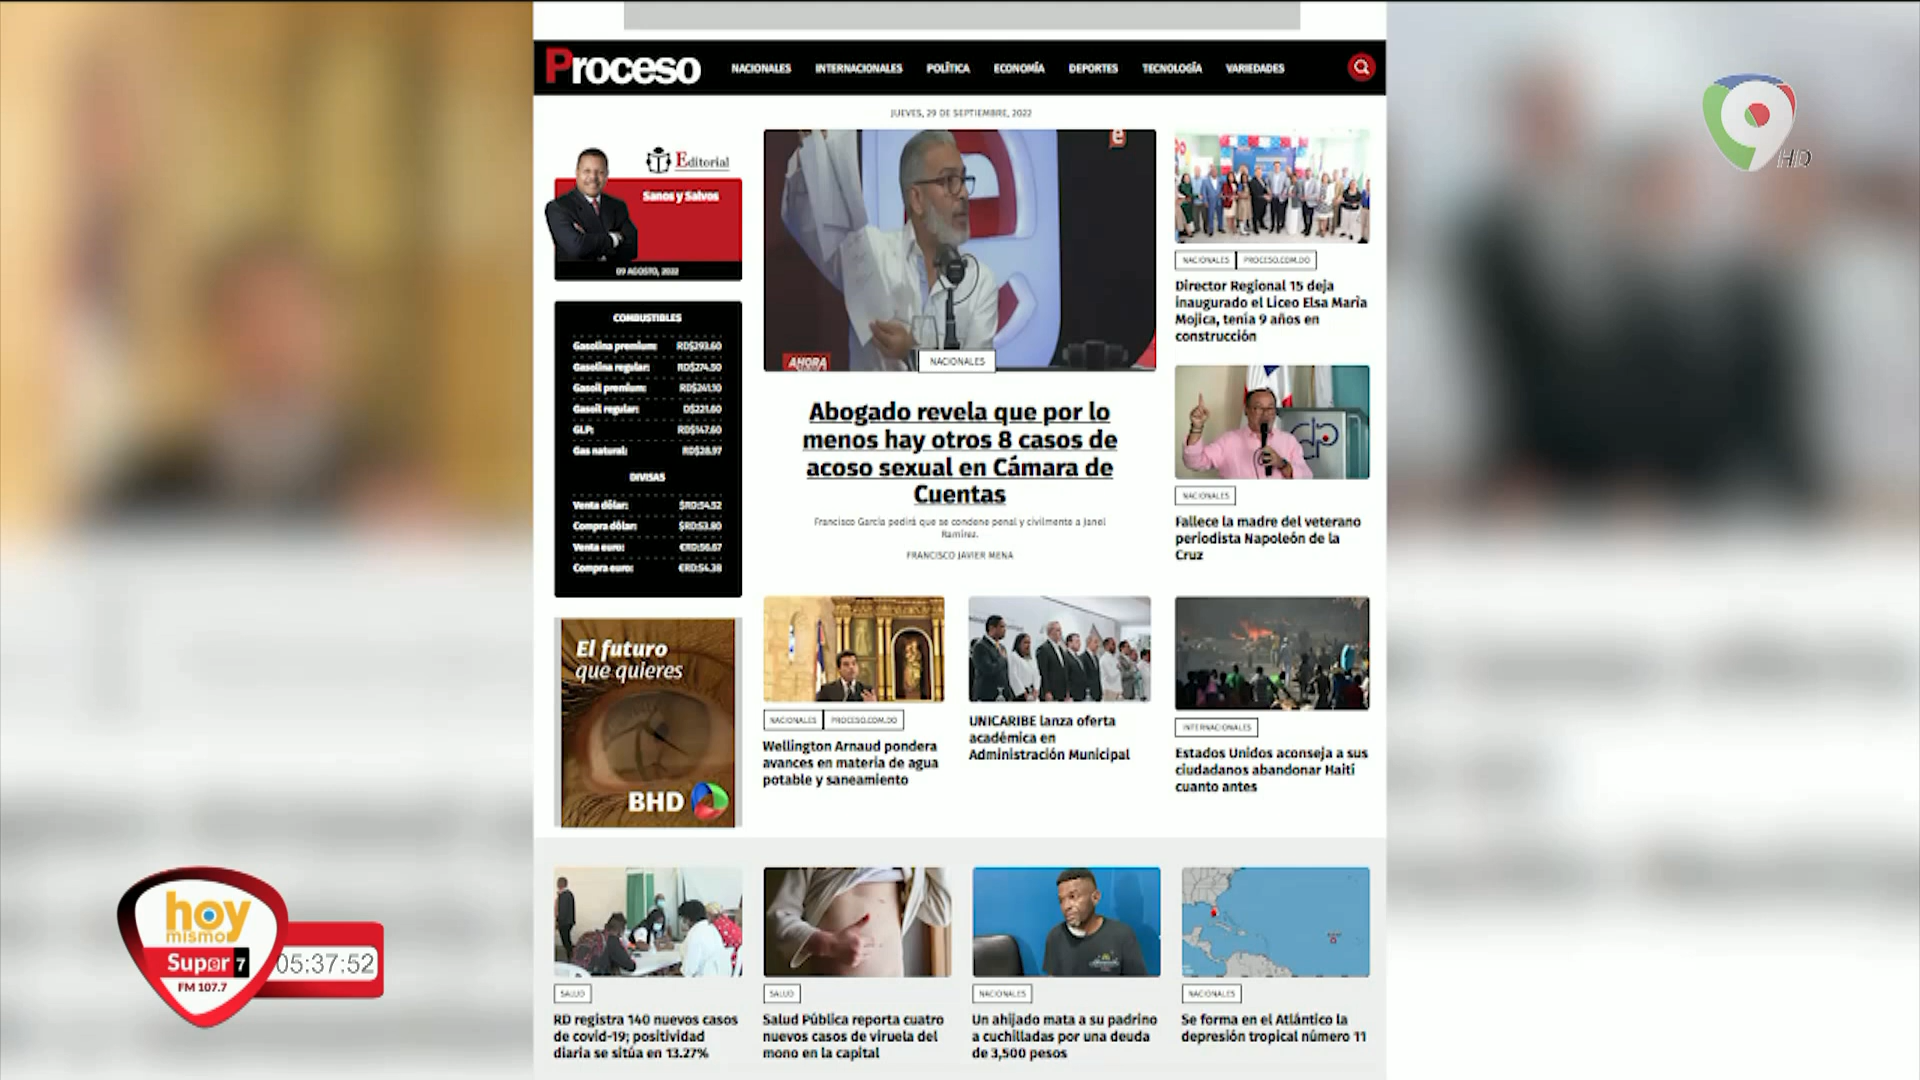 Proceso
NACIONALES
INTERNACIONALES
POLÍTICA
ECONOMÍA
DEPORTES
TECNOLOGÍA
VARIEDADES
JUEVES, 29 DE SEPTIEMBRE, 2022
Editorial
Sanos y Salvos
09 AGOSTO, 2022
COMBUSTIBLES
Gasolina premium: RD$293.60
Gasolina regular: RD$274.50
Gasoil premium: RD$241.10
Gasoil regular: D$221.60
GLP: RD$147.60
Gas natural: RD$28.97
DIVISAS
Venta dólar: $RD:54.52
Compra dólar: $RD:53.80
Venta euro: €RD:56.67
Compra euro: €RD:54.38
El futuro
que quieres
BHD
e
AHORA
NACIONALES
Abogado revela que por lo
menos hay otros 8 casos de
acoso sexual en Cámara de
Cuentas
Francisco García pedirá que se condene penal y civilmente a Janel
Ramírez.
FRANCISCO JAVIER MENA
NACIONALES
PROCESO.COM.DO
Director Regional 15 deja
inaugurado el Liceo Elsa María
Mojica, tenía 9 años en
construcción
cdp
NACIONALES
Fallece la madre del veterano
periodista Napoleón de la
Cruz
NACIONALES
PROCESO.COM.DO
Wellington Arnaud pondera
avances en materia de agua
potable y saneamiento
UNICARIBE lanza oferta
académica en
Administración Municipal
INTERNACIONALES
Estados Unidos aconseja a sus
ciudadanos abandonar Haití
cuanto antes
SALUD
RD registra 140 nuevos casos
de covid-19; positividad
diaria se sitúa en 13.27%
SALUD
Salud Pública reporta cuatro
nuevos casos de viruela del
mono en la capital
NACIONALES
Un ahijado mata a su padrino
a cuchilladas por una deuda
de 3,500 pesos
NACIONALES
Se forma en el Atlántico la
depresión tropical número 11
9
HD
hoy
mismo
Super 7
FM 107.7
05:37:52